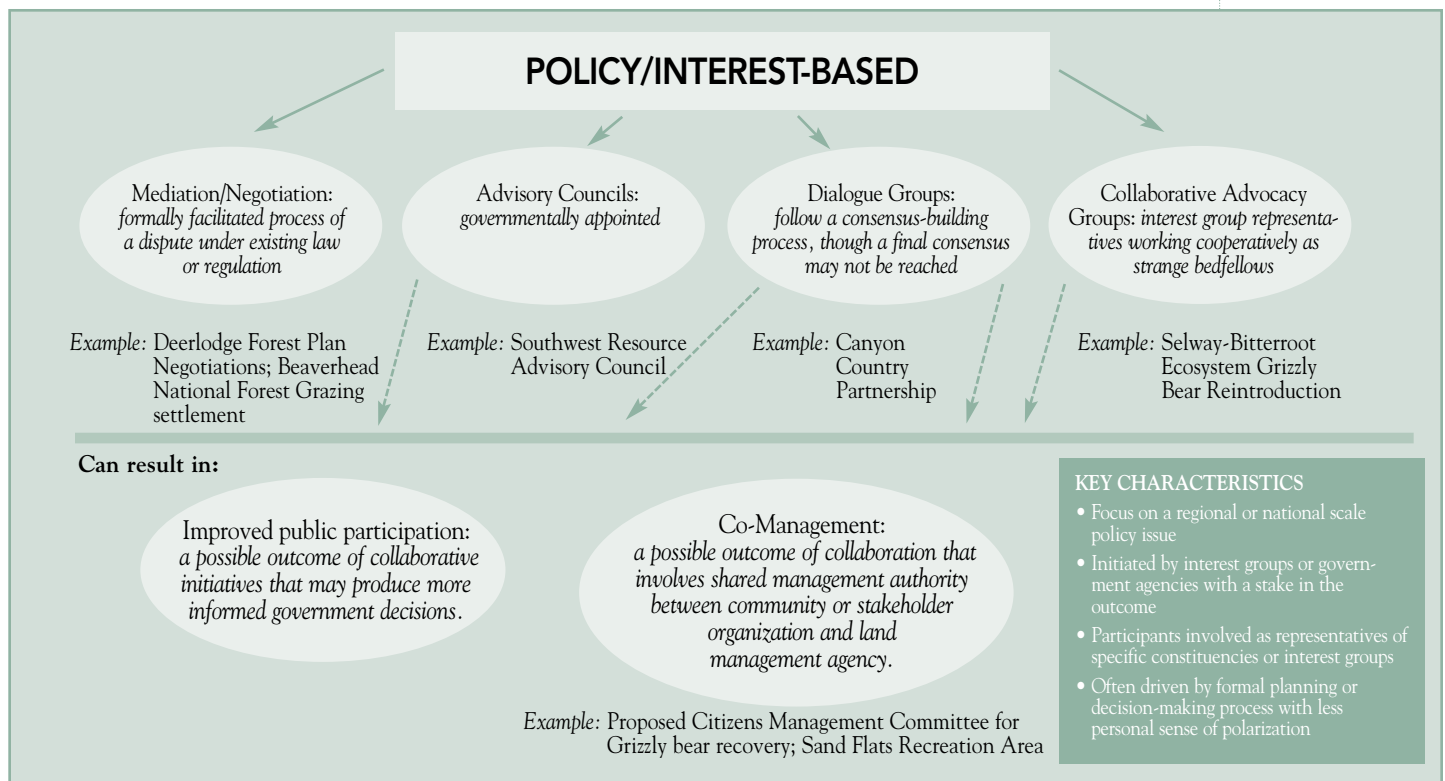 POLICY/INTEREST-BASED
Mediation/Negotiation:
formally facilitated process of
a dispute under existing law
or regulation
Advisory Councils:
governmentally appointed
Dialogue Groups:
follow a consensus-building
process, though a final consensus
may not be reached
Collaborative Advocacy
Groups: interest group representa-
tives working cooperatively as
strange bedfellows
Example: Deerlodge Forest Plan
Negotiations; Beaverhead
National Forest Grazing
settlement
Example: Southwest Resource
Advisory Council
Example: Canyon
Country
Partnership
Example: Selway-Bitterroot
Ecosystem Grizzly
Bear Reintroduction
Can result in:
Improved public participation:
a possible outcome of collaborative
initiatives that may produce more
informed government decisions.
Co-Management:
a possible outcome of collaboration that
involves shared management authority
between community or stakeholder
organization and land
management agency.
Example: Proposed Citizens Management Committee for
Grizzly bear recovery; Sand Flats Recreation Area
KEY CHARACTERISTICS
• Focus on a regional or national scale
policy issue
• Initiated by interest groups or govern-
ment agencies with a stake in the
outcome
• Participants involved as representatives of
specific constituencies or interest groups
• Often driven by formal planning or
decision-making process with less
personal sense of polarization